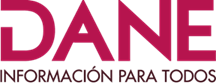 DANE
INFORMACIÓN PARA TODOS